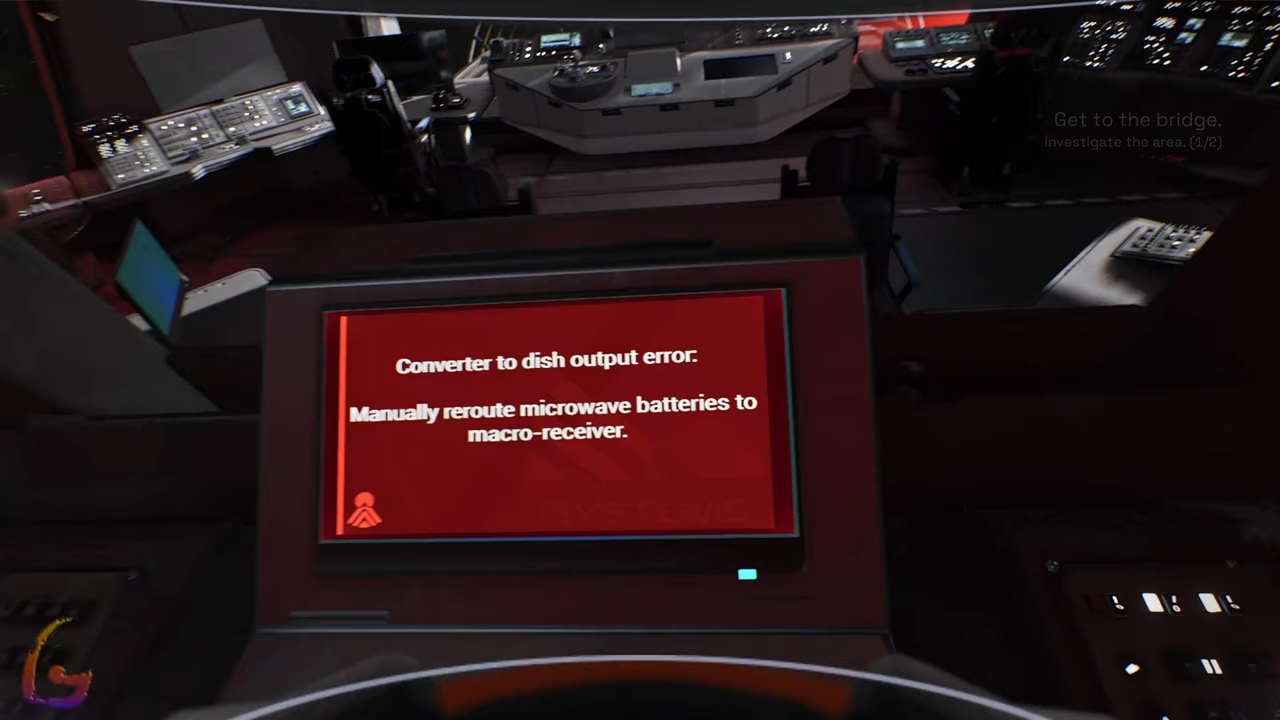 Get to the bridge.
Investigate the area. (1/2)
Converter to dish output error:
Manually reroute microwave batteries to
macro-receiver.
SYSTEMS